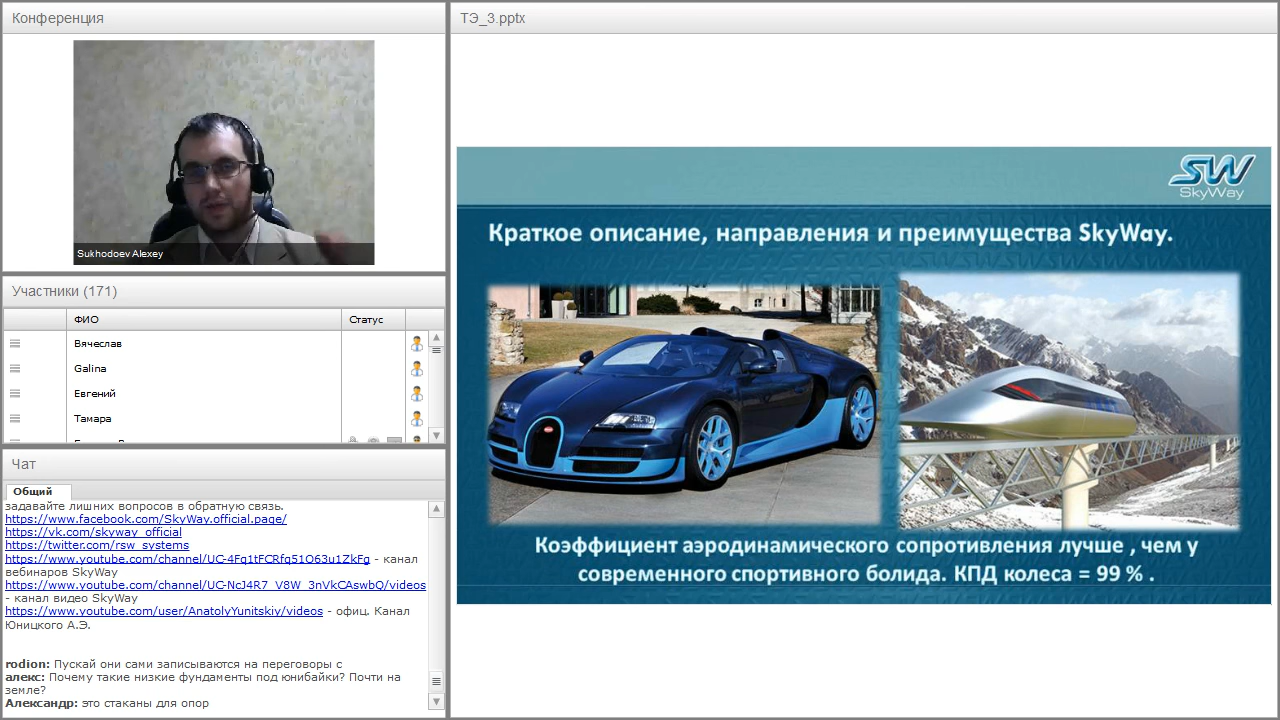 Конференция
Sukhodoev Alexey
Участники (171)
ФИО
Статус
Вячеслав
Galina
Евгений
Тамара
Чат
Общий
задавайте лишних вопросов в обратную связь.
https://www.facebook.com/SkyWay.official.page/
https://vk.com/skyway_official
https://twitter.com/rsw_systems
https://www.youtube.com/channel/UC-4Fq1tFCRfq51O63u1ZkFg - канал
вебинаров SkyWay
https://www.youtube.com/channel/UC-NcJ4R7_V8W_3nVkCAswbQ/videos
- канал видео SkyWay
https://www.youtube.com/user/AnatolyYunitskiy/videos - офиц. Канал
Юницкого А.Э.
rodion: Пускай они сами записываются на переговоры с
алекс: Почему такие низкие фундаменты под юнибайки? Почти на
земле?
Александр: это стаканы для опор
ТЭ_3.pptx
SW
SkyWay
Краткое описание, направления и преимущества SkyWay.
Коэффициент аэродинамического сопротивления лучше , чем у
современного спортивного болида. КПД колеса = 99 % .